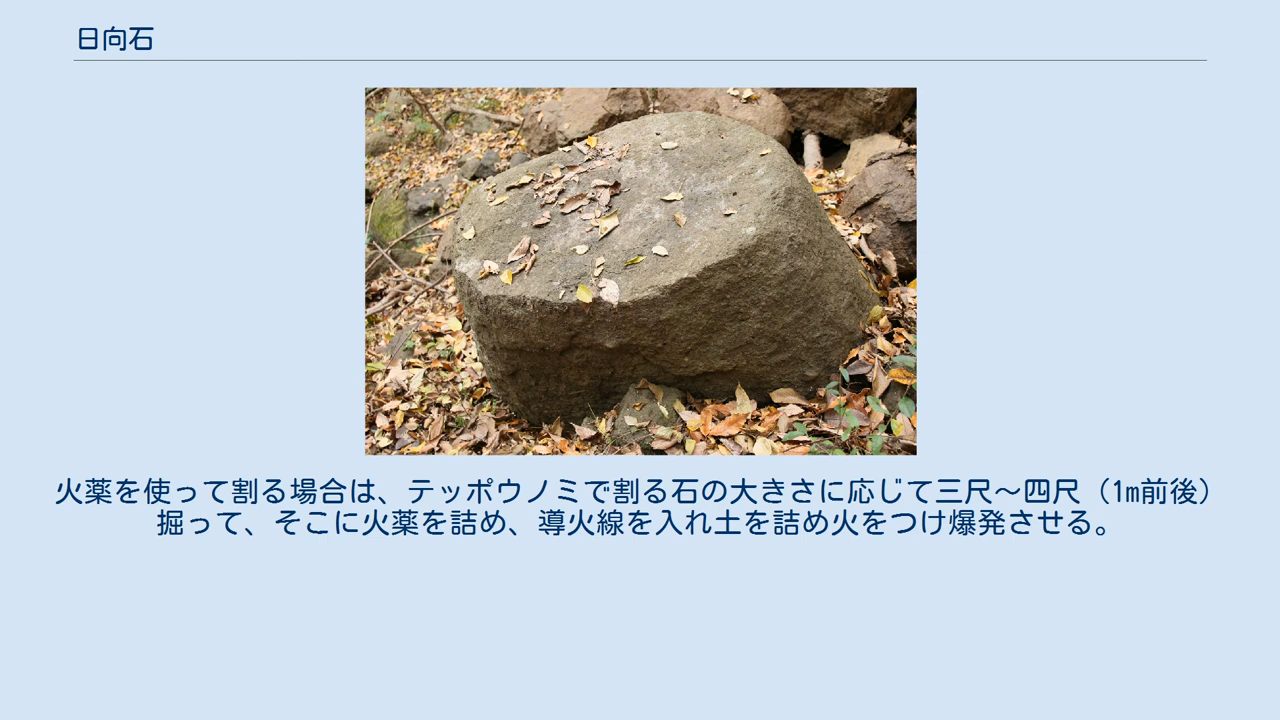 日向石
火薬を使って割る場合は、テッポウノミで割る石の大きさに応じて三尺～四尺（1m前後）
掘って、そこに火薬を詰め、導火線を入れ土を詰め火をつけ爆発させる。